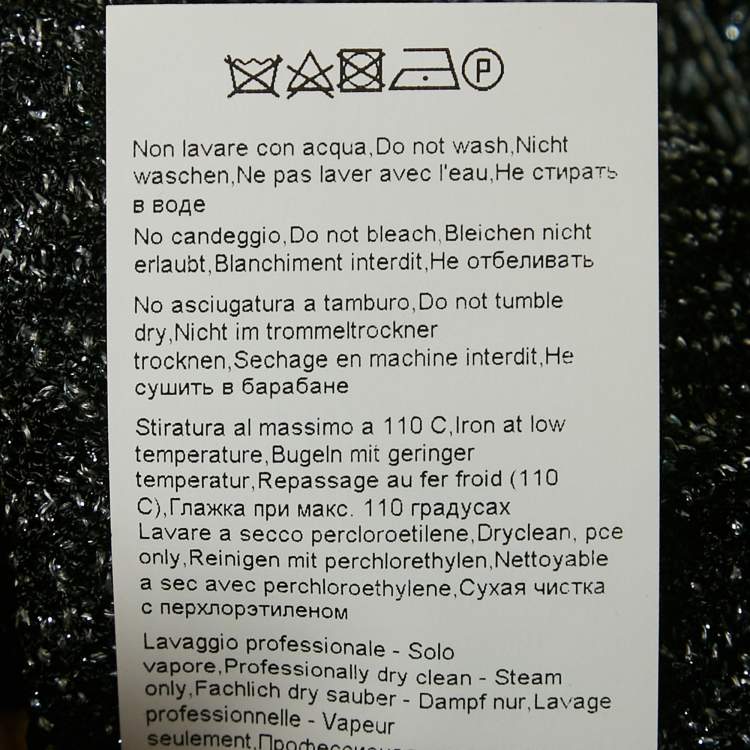 P
Non lavare con acqua,Do not wash,Nicht
waschen,Ne pas laver avec l'eau,Не стирать
в воде
No candeggio,Do not bleach,Bleichen nicht
erlaubt,Blanchiment interdit,Не отбеливать
No asciugatura a tamburo,Do not tumble
dry,Nicht im trommeltrockner
trocknen,Sechage en machine interdit,Не
сушить в барабане
Stiratura al massimo a 110 C,Iron at low
temperature,Bugeln mit geringer
temperatur,Repassage au fer froid (110
C),Глажка при макс. 110 градусах
Lavare a secco percloroetilene,Dryclean, pce
only,Reinigen mit perchlorethylen,Nettoyable
a sec avec perchloroethylene,Сухая чистка
с перхлорэтиленом
Lavaggio professionale - Solo
vapore,Professionally dry clean - Steam
only,Fachlich dry sauber - Dampf nur,Lavage
professionnelle - Vapeur
seulement,